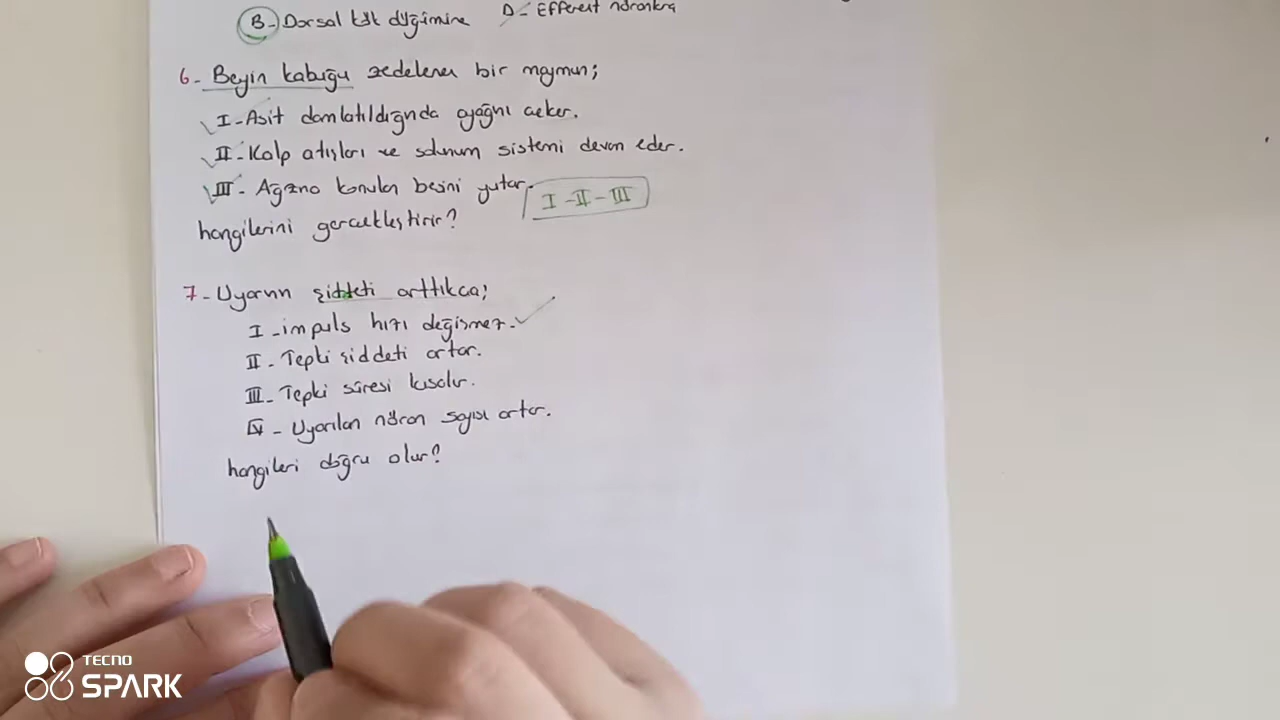 B- Dorsal kök düğümüne D- Efferent nöronlara
6- Beyin kabuğu zedelenen bir maymun;
I- Asit damlatıldığında ayağını çeker.
II- Kalp atışları ve solunum sistemi devam eder.
III- Ağzına konulan besini yutar.
I-II-III
hangilerini gerçekleştirir?
7- Uyarının şiddeti arttıkça;
I- impuls hızı değişmez.
II- Tepki şiddeti artar.
III- Tepki süresi kısalır.
IV- Uyarılan nöron sayısı artar.
hangileri doğru olur?
TECNO
SPARK